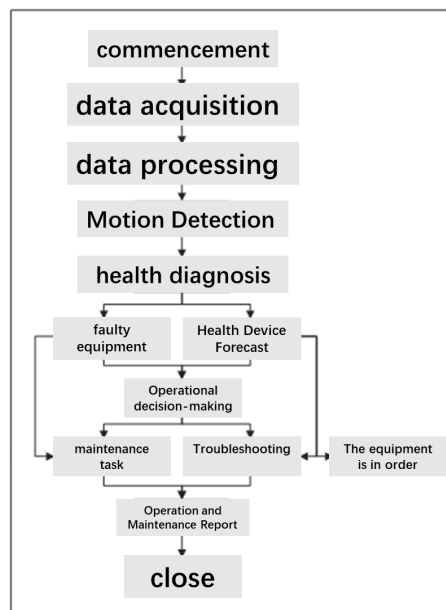 commencement
data acquisition
data processing
Motion Detection
health diagnosis
faulty
equipment
Health Device
Forecast
Operational
decision-making
maintenance
task
Troubleshooting
The equipment
is in order
Operation and
Maintenance Report
close